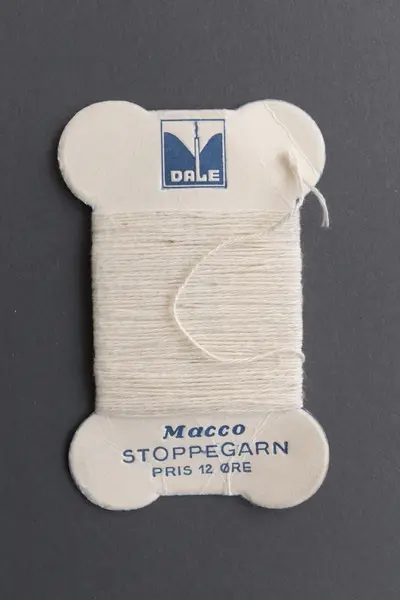 DALE
Macco
STOPPEGARN
PRIS 12 ØRE